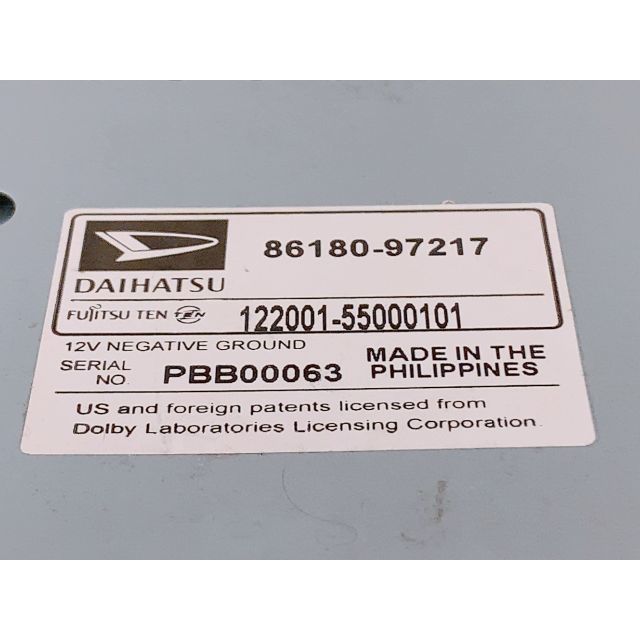 86180-97217
DAIHATSU
FUJITSU TEN TEN 122001-55000101
12V NEGATIVE GROUND
SERIAL NO. PBB00063 MADE IN THE PHILIPPINES
US and foreign patents licensed from
Dolby Laboratories Licensing Corporation.